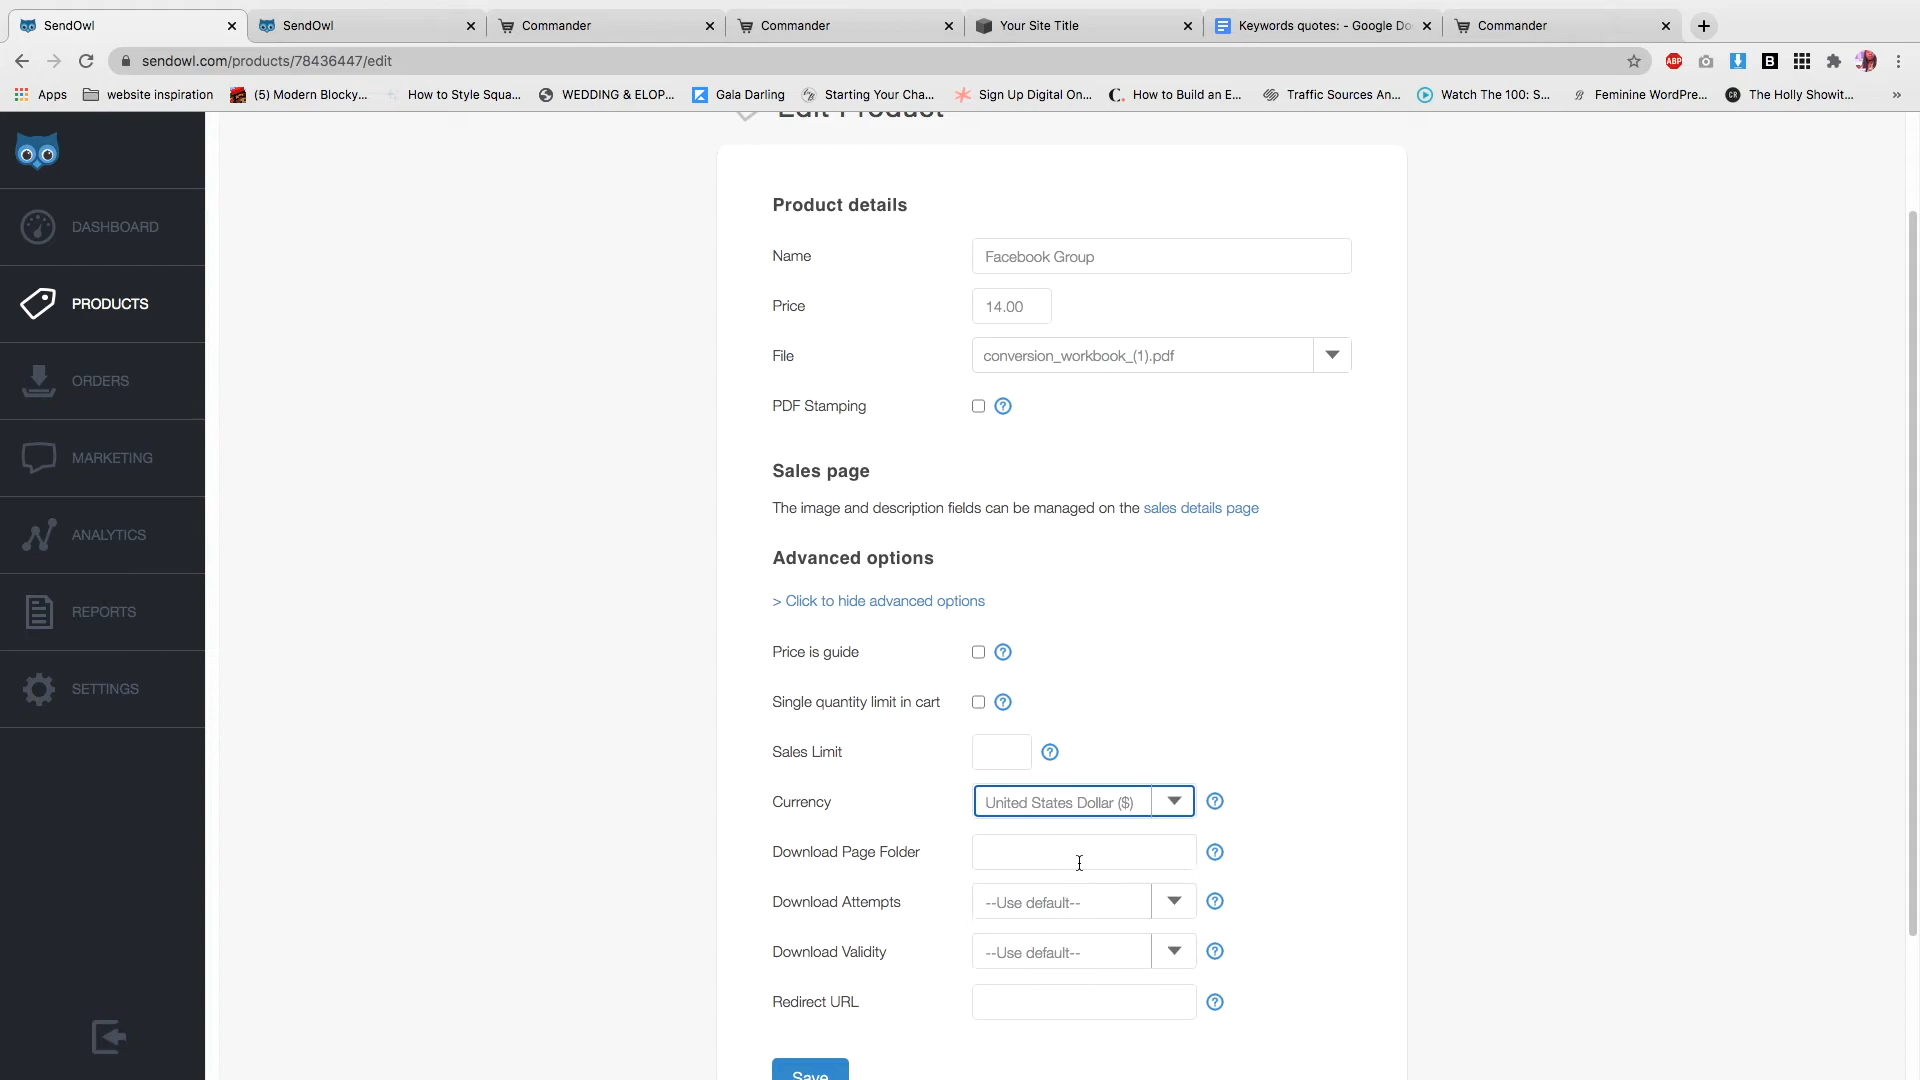 SendOwl
SendOwl
Commander
Commander
Your Site Title
Keywords quotes: - Google Do
Commander
sendowl.com/products/78436447/edit
ABP
B
Apps
website inspiration
(5) Modern Blocky...
How to Style Squa...
WEDDING & ELOP...
Gala Darling
Starting Your Cha...
Sign Up Digital On...
How to Build an E...
Traffic Sources An...
Watch The 100: S...
Feminine WordPre...
The Holly Showit...
»
Edit Product
DASHBOARD
PRODUCTS
ORDERS
MARKETING
ANALYTICS
REPORTS
SETTINGS
Product details
Name
Facebook Group
Price
14.00
File
conversion_workbook_(1).pdf
PDF Stamping
?
Sales page
The image and description fields can be managed on the sales details page
Advanced options
> Click to hide advanced options
Price is guide
?
Single quantity limit in cart
?
Sales Limit
?
Currency
United States Dollar ($)
?
Download Page Folder
?
Download Attempts
--Use default--
?
Download Validity
--Use default--
?
Redirect URL
?
Save